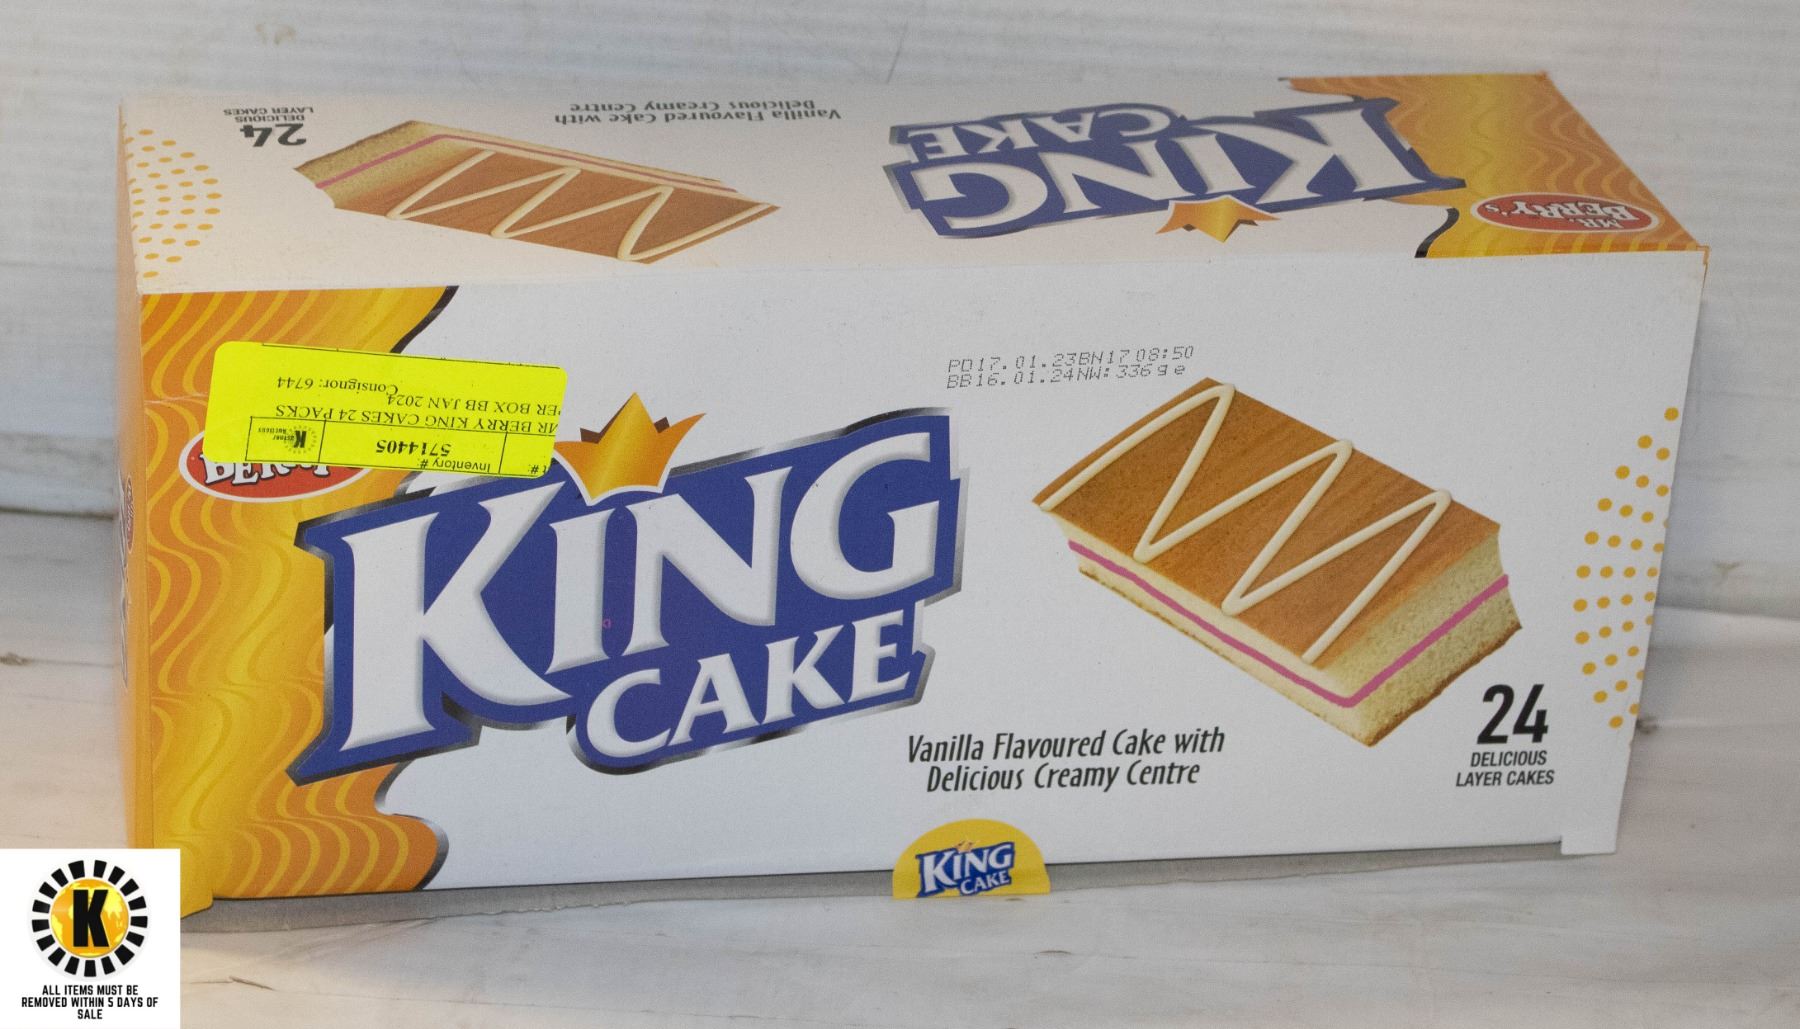 24
DELICIOUS
LAYER CAKES
Vanilla Flavoured Cake with
Delicious Creamy Centre
KING
CAKE
MR.
BERRY'S
Inventory #:
5714405
MR BERRY KING CAKES 24 PACKS
PER BOX BB JAN 2024
Consignor: 6744
PD17.01.23BN17 08:50
BB16.01.24NW: 336g e
KING
CAKE
Vanilla Flavoured Cake with
Delicious Creamy Centre
24
DELICIOUS
LAYER CAKES
KING
CAKE
K
ALL ITEMS MUST BE
REMOVED WITHIN 5 DAYS OF
SALE